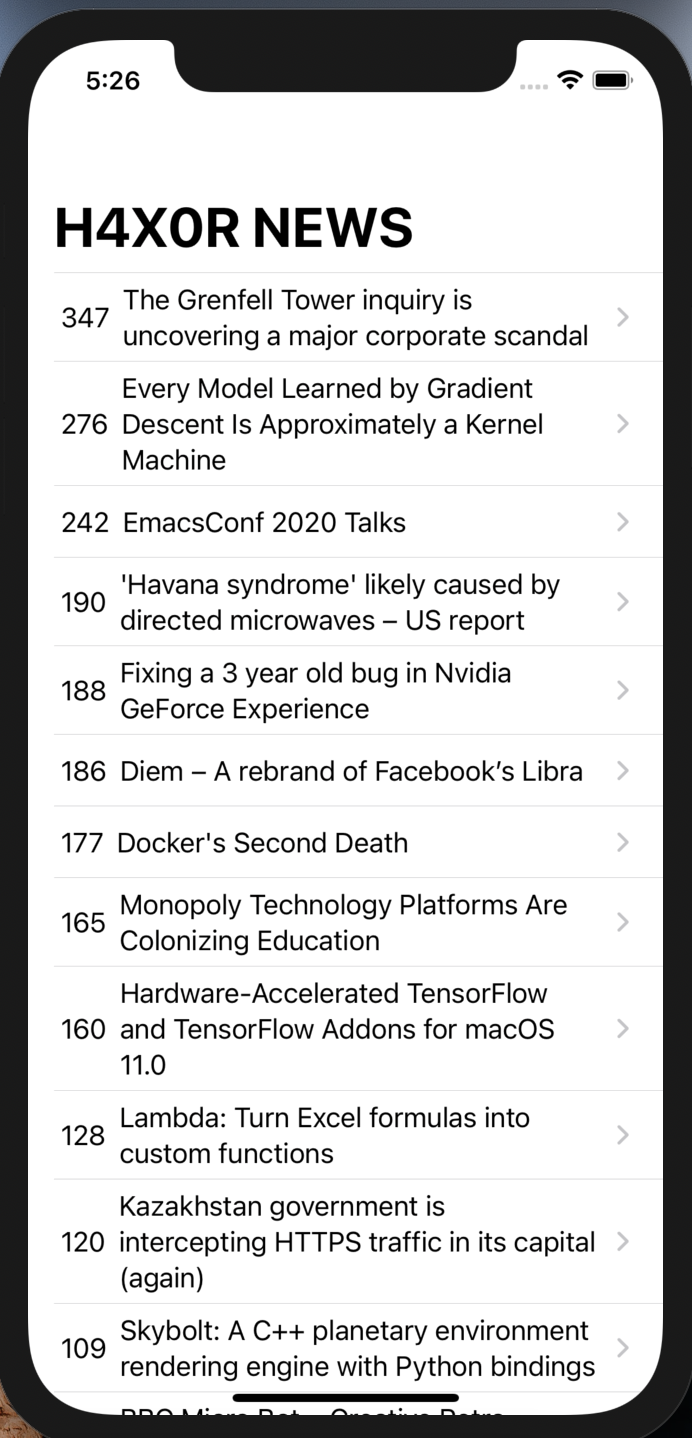 5:26
H4X0R NEWS
347
The Grenfell Tower inquiry is
uncovering a major corporate scandal
276
Every Model Learned by Gradient
Descent Is Approximately a Kernel
Machine
242 EmacsConf 2020 Talks
190
'Havana syndrome' likely caused by
directed microwaves – US report
188
Fixing a 3 year old bug in Nvidia
GeForce Experience
186 Diem – A rebrand of Facebook’s Libra
177 Docker's Second Death
165
Monopoly Technology Platforms Are
Colonizing Education
160
Hardware-Accelerated TensorFlow
and TensorFlow Addons for macOS
11.0
128
Lambda: Turn Excel formulas into
custom functions
120
Kazakhstan government is
intercepting HTTPS traffic in its capital
(again)
109
Skybolt: A C++ planetary environment
rendering engine with Python bindings